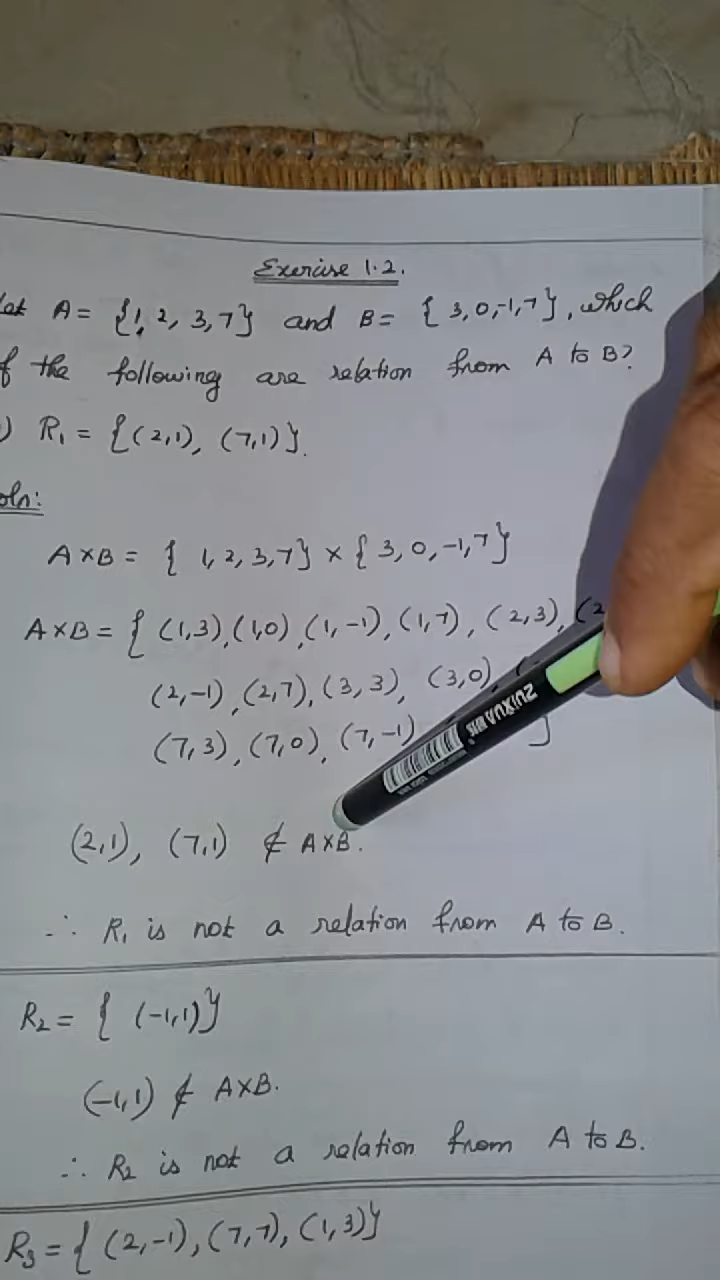 Exercise 1.2.
Let A = {1, 2, 3, 7} and B = { 3, 0, -1, 7 }, which
of the following are relation from A to B?
) R₁ = {(2,1), (7,1)}.
Soln:
A×B = { 1, 2, 3, 7} × { 3, 0, -1, 7 }
A×B = { (1,3), (1,0), (1,-1), (1,7), (2,3), (2
(2,-1), (2,7), (3,3), (3,0), (
(7,3), (7,0), (7,-1)
ZUIXUA
(2,1), (7,1) ∉ A×B.
∴ R₁ is not a relation from A to B.
R₂ = { (-1,1)}
(-1,1) ∉ A×B.
∴ R₂ is not a relation from A to B.
R₃ = { (2,-1), (7,7), (1,3)}